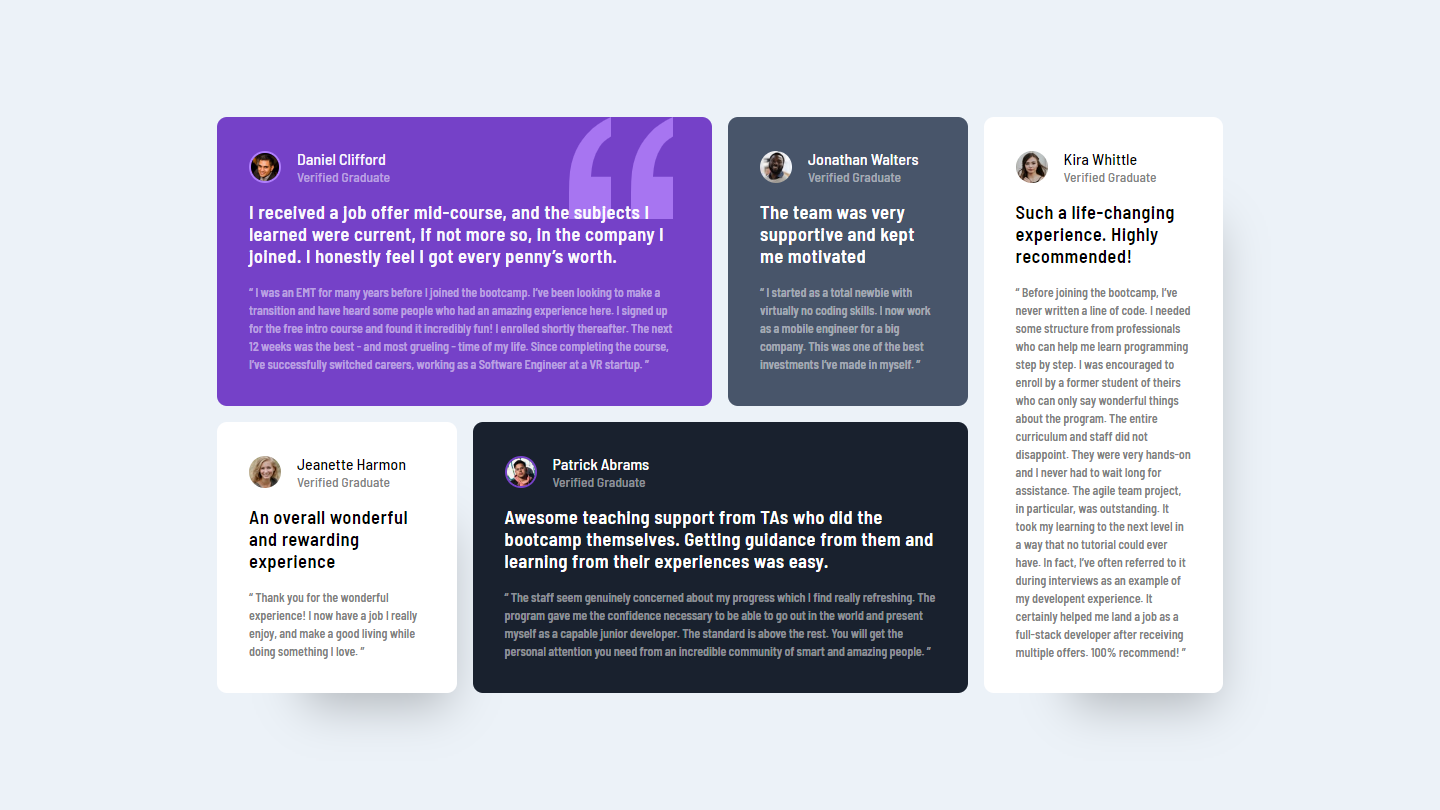 Daniel Clifford
Verified Graduate
I received a job offer mid-course, and the subjects I
learned were current, if not more so, in the company I
joined. I honestly feel I got every penny’s worth.
“ I was an EMT for many years before I joined the bootcamp. I’ve been looking to make a
transition and have heard some people who had an amazing experience here. I signed up
for the free intro course and found it incredibly fun! I enrolled shortly thereafter. The next
12 weeks was the best - and most grueling - time of my life. Since completing the course,
I’ve successfully switched careers, working as a Software Engineer at a VR startup. ”
Jonathan Walters
Verified Graduate
The team was very
supportive and kept
me motivated
“ I started as a total newbie with
virtually no coding skills. I now work
as a mobile engineer for a big
company. This was one of the best
investments I’ve made in myself. ”
Kira Whittle
Verified Graduate
Such a life-changing
experience. Highly
recommended!
“ Before joining the bootcamp, I’ve
never written a line of code. I needed
some structure from professionals
who can help me learn programming
step by step. I was encouraged to
enroll by a former student of theirs
who can only say wonderful things
about the program. The entire
curriculum and staff did not
disappoint. They were very hands-on
and I never had to wait long for
assistance. The agile team project,
in particular, was outstanding. It
took my learning to the next level in
a way that no tutorial could ever
have. In fact, I’ve often referred to it
during interviews as an example of
my developent experience. It
certainly helped me land a job as a
full-stack developer after receiving
multiple offers. 100% recommend! ”
Jeanette Harmon
Verified Graduate
An overall wonderful
and rewarding
experience
“ Thank you for the wonderful
experience! I now have a job I really
enjoy, and make a good living while
doing something I love. ”
Patrick Abrams
Verified Graduate
Awesome teaching support from TAs who did the
bootcamp themselves. Getting guidance from them and
learning from their experiences was easy.
“ The staff seem genuinely concerned about my progress which I find really refreshing. The
program gave me the confidence necessary to be able to go out in the world and present
myself as a capable junior developer. The standard is above the rest. You will get the
personal attention you need from an incredible community of smart and amazing people. ”